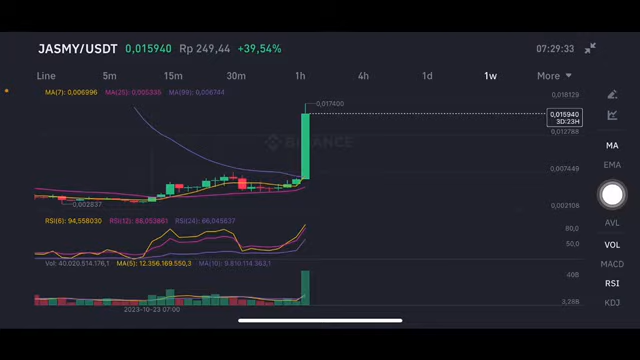 JASMY/USDT 0,015940 Rp 249,44 +39,54% 07:29:33
Line 5m 15m 30m 1h 4h 1d 1w More
MA(7): 0,006996 MA(25): 0,005335 MA(99): 0,006744
0,018129
0,017400
0,015940
3D:23H
0,012788
BINANCE
MA
EMA
0,007449
0,002108
0,002837
AVL
RSI(6): 94,558030 RSI(12): 88,053861 RSI(24): 66,045637
80,0
50,0
VOL
Vol: 40.020.514.176,1 MA(5): 12.356.169.550,3 MA(10): 9.810.114.363,1
MACD
40B
RSI
3,28B
KDJ
2023-10-23 07:00